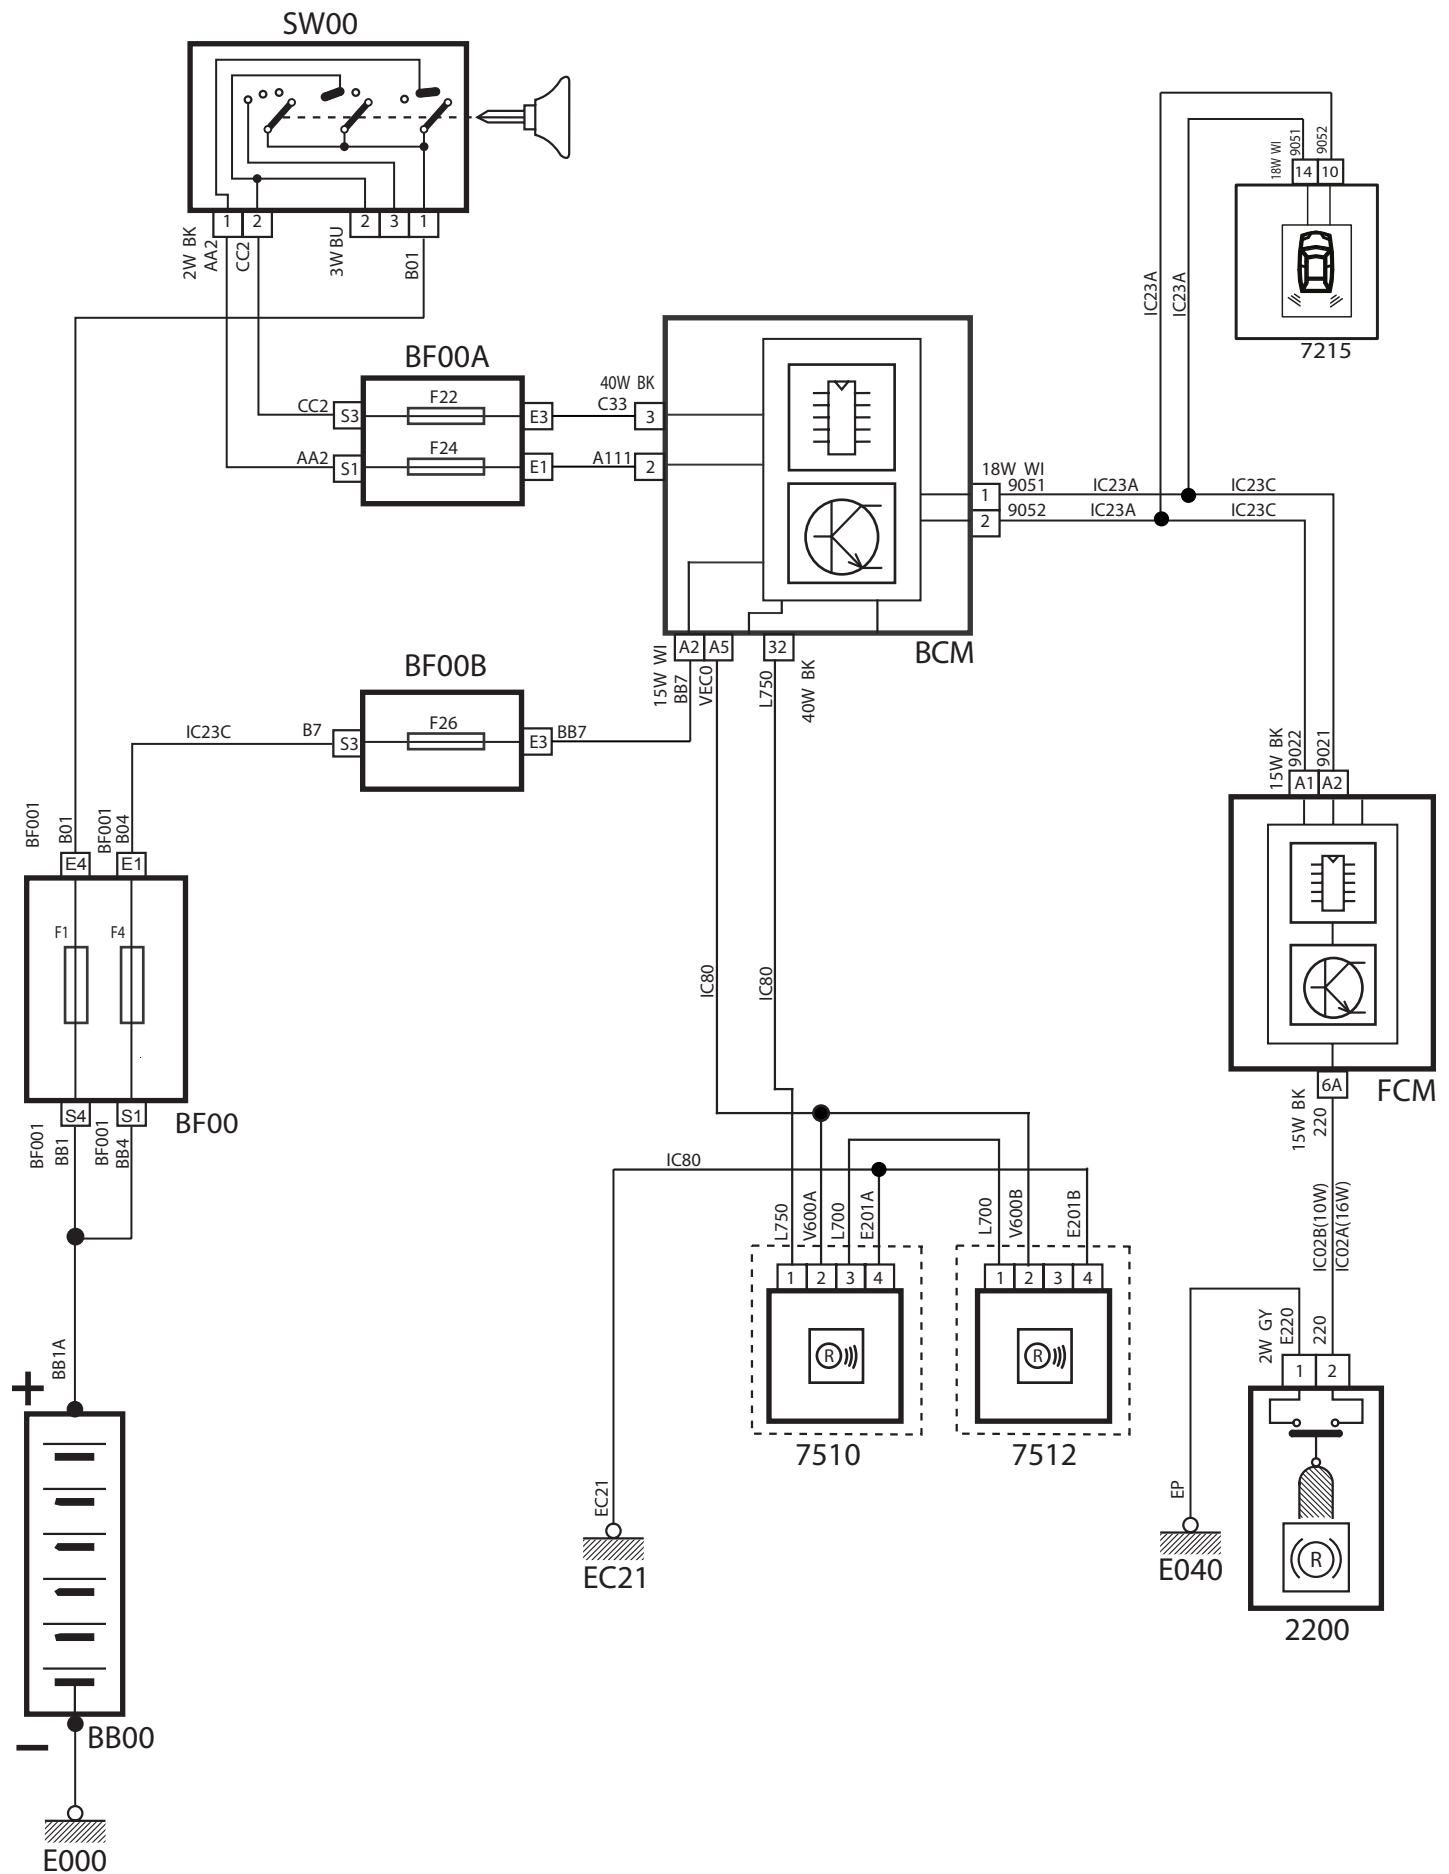 SW00
1
2
2
3
1
2W BK
AA2
CC2
3W BU
B01
18W WI
9051
9052
14
10
7215
IC23A
IC23A
BF00A
F22
F24
CC2
S3
E3
AA2
S1
E1
40W BK
C33
3
A111
2
BCM
18W WI
1
9051
IC23A
IC23C
2
9052
IC23A
IC23C
A2
A5
32
15W WI
BB7
VEC0
L750
40W BK
BF00B
F26
IC23C
B7
S3
E3
BB7
BF001
B01
BF001
B04
E4
E1
F1
F4
S4
S1
BF00
BF001
BB1
BF001
BB4
15W BK
9022
9021
A1
A2
FCM
6A
15W BK
220
IC80
IC80
IC80
L750
V600A
L700
E201A
L700
V600B
E201B
1
2
3
4
1
2
3
4
R
R
7510
7512
IC02B(10W)
IC02A(16W)
2W GY
E220
220
1
2
R
2200
EP
E040
EC21
EC21
BB1A
+
−
BB00
E000